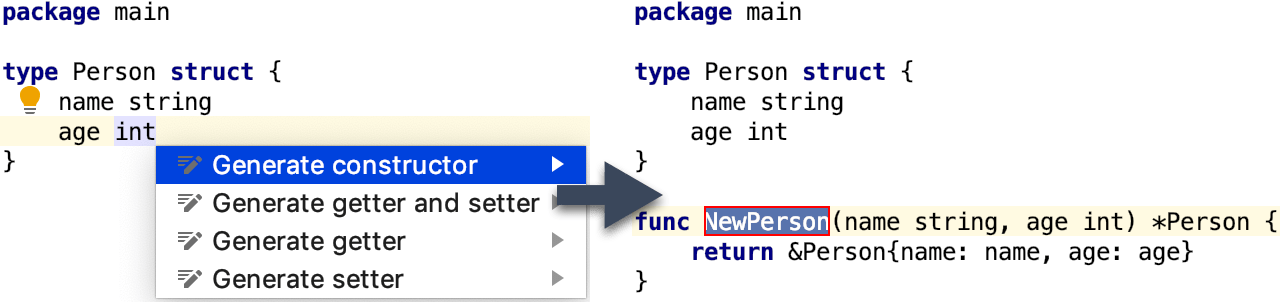 package main
type Person struct {
    name string
    age int
}
Generate constructor
Generate getter and setter
Generate getter
Generate setter
package main
type Person struct {
    name string
    age int
}
func NewPerson(name string, age int) *Person {
    return &Person{name: name, age: age}
}